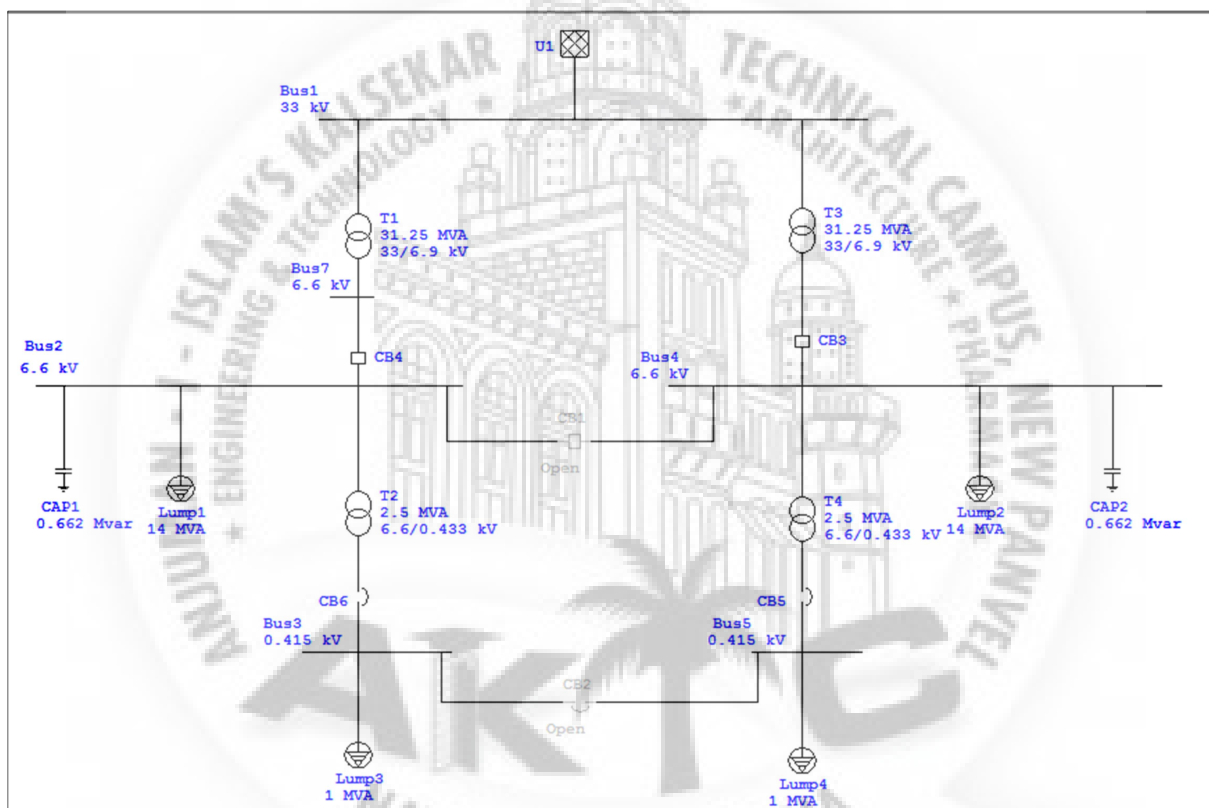 U1
Bus1
33 kV
T1
31.25 MVA
33/6.9 kV
T3
31.25 MVA
33/6.9 kV
Bus7
6.6 kV
CB4
CB3
Bus2
6.6 kV
Bus4
6.6 kV
CB1
Open
CAP1
0.662 Mvar
Lump1
14 MVA
T2
2.5 MVA
6.6/0.433 kV
T4
2.5 MVA
6.6/0.433 kV
Lump2
14 MVA
CAP2
0.662 Mvar
CB6
CB5
Bus3
0.415 kV
Bus5
0.415 kV
CB2
Open
Lump3
1 MVA
Lump4
1 MVA
ANJUMAN - I - ISLAM'S KALSEKAR TECHNICAL CAMPUS, NEW PANVEL
ENGINEERING & TECHNOLOGY * ARCHITECTURE *
AKTC